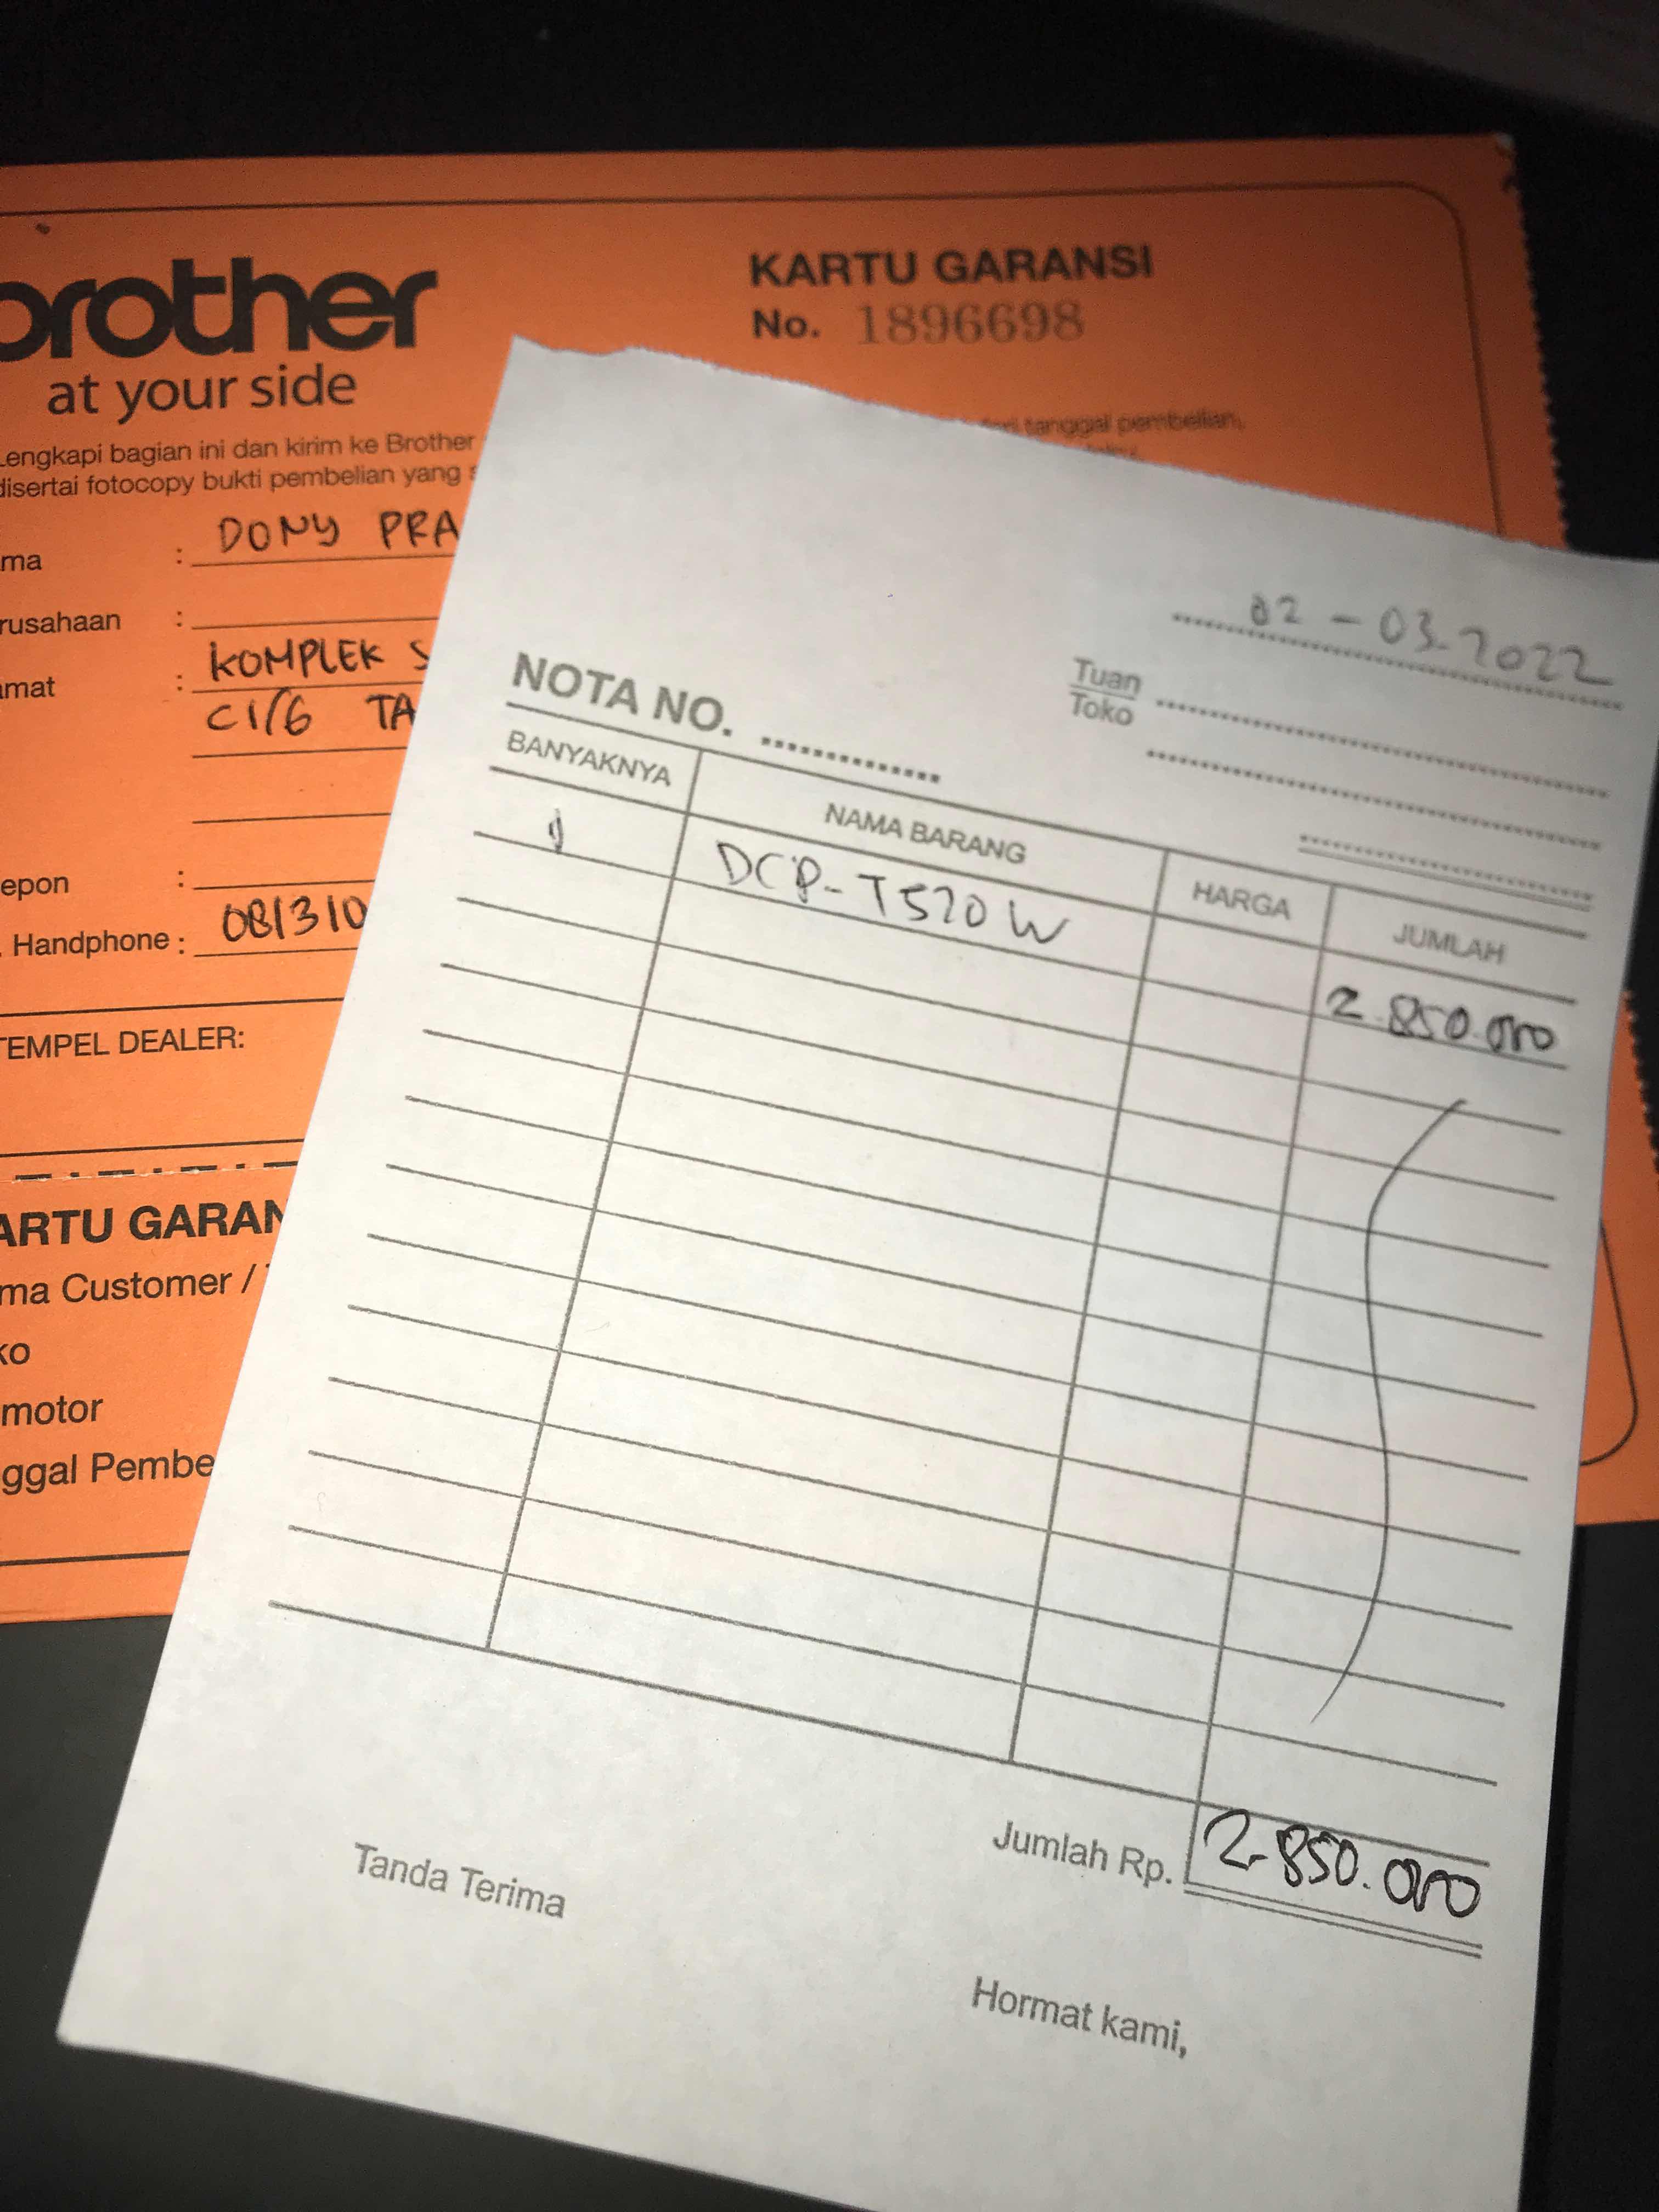 brother
at your side
KARTU GARANSI
No. 1896698
Lengkapi bagian ini dan kirim ke Brother
disertai fotocopy bukti pembelian yang
tanggal pembelian,
ma : DONY PRA
rusahaan :
amat : KOMPLEK S
C1/6 TA
epon :
. Handphone : 081310
TEMPEL DEALER:
ARTU GARAN
ma Customer /
ko
motor
ggal Pembe
02-03-2022
Tuan
Toko
NOTA NO.
BANYAKNYA NAMA BARANG HARGA JUMLAH
1 DCP-T520W 2.850.000
Jumlah Rp. 2.850.000
Tanda Terima
Hormat kami,